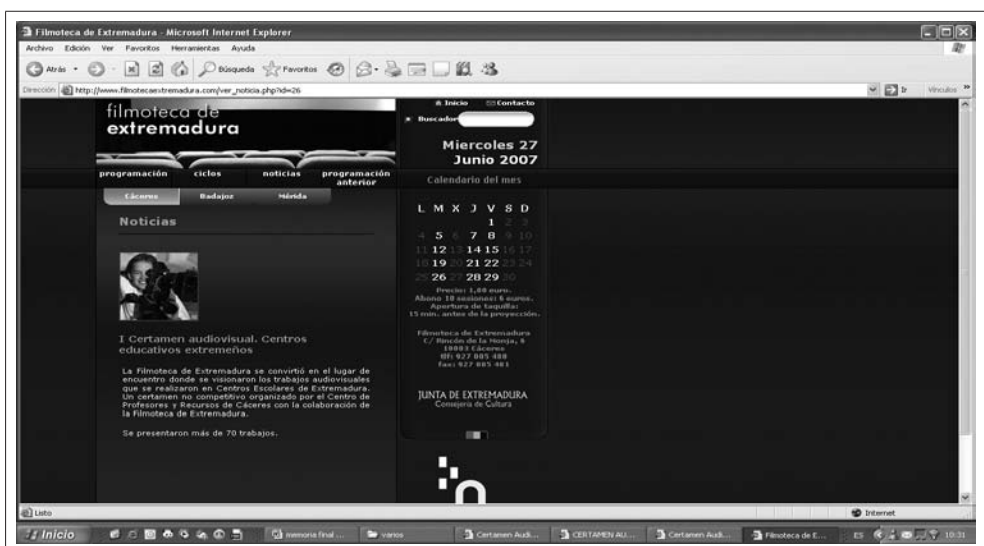 Filmoteca de Extremadura - Microsoft Internet Explorer
Archivo Edición Ver Favoritos Herramientas Ayuda
Atrás Búsqueda Favoritos
Dirección http://www.filmotecaextremadura.com/ver_noticia.php?id=26 Ir Vínculos »
filmoteca de
extremadura
programación ciclos noticias programación
anterior
Cáceres Badajoz Mérida
Noticias
I Certamen audiovisual. Centros
educativos extremeños
La Filmoteca de Extremadura se convirtió en el lugar de
encuentro donde se visionaron los trabajos audiovisuales
que se realizaron en Centros Escolares de Extremadura.
Un certamen no competitivo organizado por el Centro de
Profesores y Recursos de Cáceres con la colaboración de
la Filmoteca de Extremadura.
Se presentaron más de 70 trabajos.
Inicio Contacto
Buscador
Miercoles 27
Junio 2007
Calendario del mes
L M X J V S D
1 2 3
4 5 6 7 8 9 10
11 12 13 14 15 16 17
18 19 20 21 22 23 24
25 26 27 28 29 30
Precio: 1,80 euro.
Abono 10 sesiones: 6 euros.
Apertura de taquilla:
15 min. antes de la proyección.
Filmoteca de Extremadura
C/ Rincón de la Monja, 6
10003 Cáceres
tlf: 927 005 480
fax: 927 005 481
JUNTA DE EXTREMADURA
Consejería de Cultura
Listo Internet
Inicio memoria final ... varios Certamen Audi... CERTAMEN AU... Certamen Audi... Filmoteca de E... ES 10:31